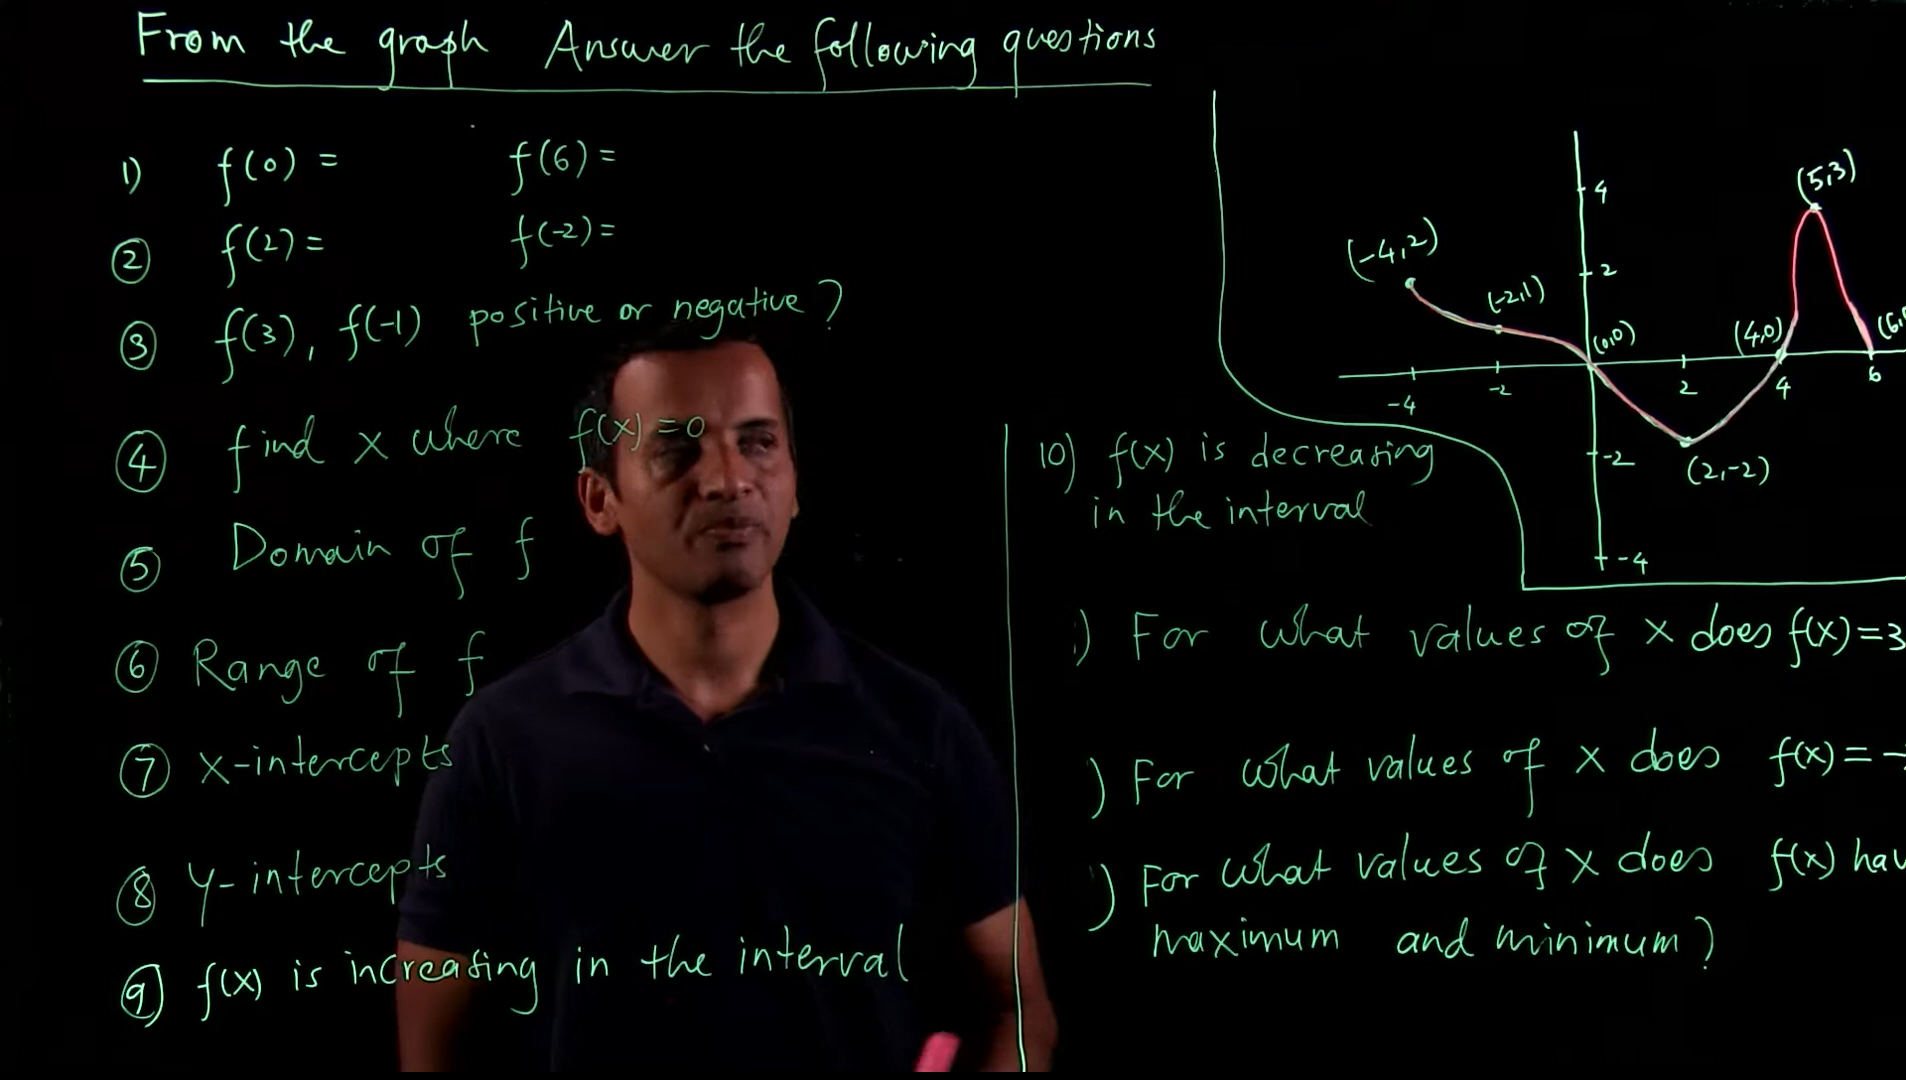 From the graph Answer the following questions
1) f(0) = f(6) =
② f(2) = f(-2) =
③ f(3), f(-1) positive or negative?
④ find x where f(x) = 0
⑤ Domain of f
⑥ Range of f
⑦ x-intercepts
⑧ y-intercepts
⑨ f(x) is increasing in the interval
10) f(x) is decreasing
in the interval
) For what values of x does f(x) = 3
) For what values of x does f(x) = -
) For what values of x does f(x)
maximum and minimum?
4
(5,3)
(-4,2)
2
(-2,1)
(0,0)
(4,0)
(6,
-4
-2
2
4
6
-2
(2,-2)
-4